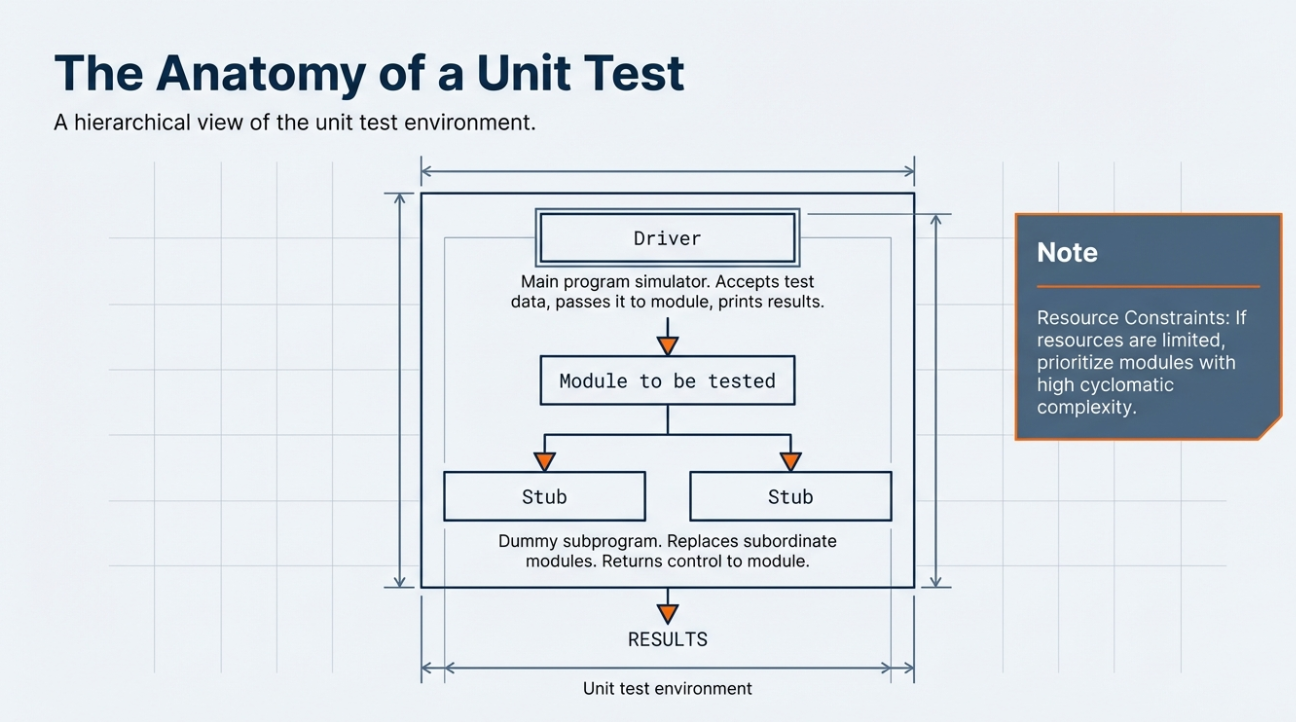 The Anatomy of a Unit Test
A hierarchical view of the unit test environment.
Driver
Main program simulator. Accepts test
data, passes it to module, prints results.
Module to be tested
Stub
Stub
Dummy subprogram. Replaces subordinate
modules. Returns control to module.
RESULTS
Unit test environment
Note
Resource Constraints: If
resources are limited,
prioritize modules with
high cyclomatic
complexity.